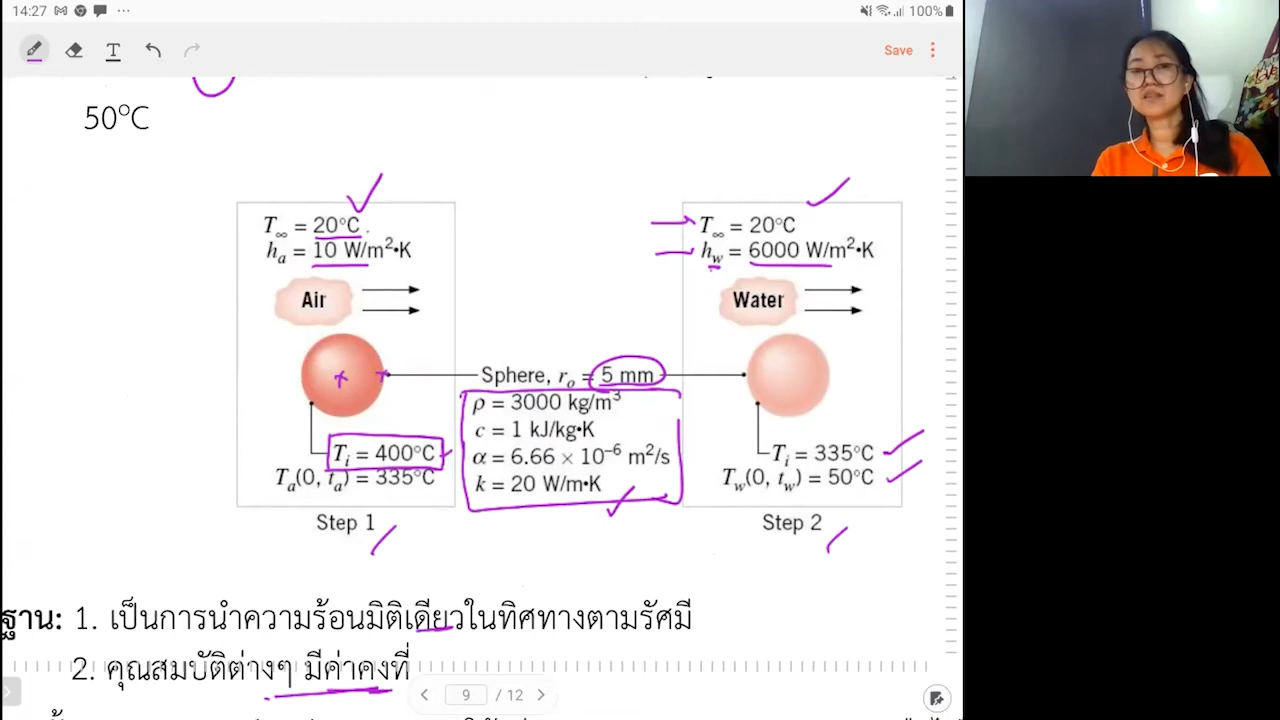 14:27 100%
T Save
50°C
T∞ = 20°C
hₐ = 10 W/m²•K
Air
Tᵢ = 400°C
Tₐ(0, tₐ) = 335°C
Step 1
Sphere, rₒ = 5 mm
ρ = 3000 kg/m³
c = 1 kJ/kg•K
α = 6.66 × 10⁻⁶ m²/s
k = 20 W/m•K
T∞ = 20°C
h_w = 6000 W/m²•K
Water
Tᵢ = 335°C
T_w(0, t_w) = 50°C
Step 2
ฐาน: 1. เป็นการนำความร้อนมิติเดียวในทิศทางตามรัศมี
2. คุณสมบัติต่างๆ มีค่าคงที่
9 / 12